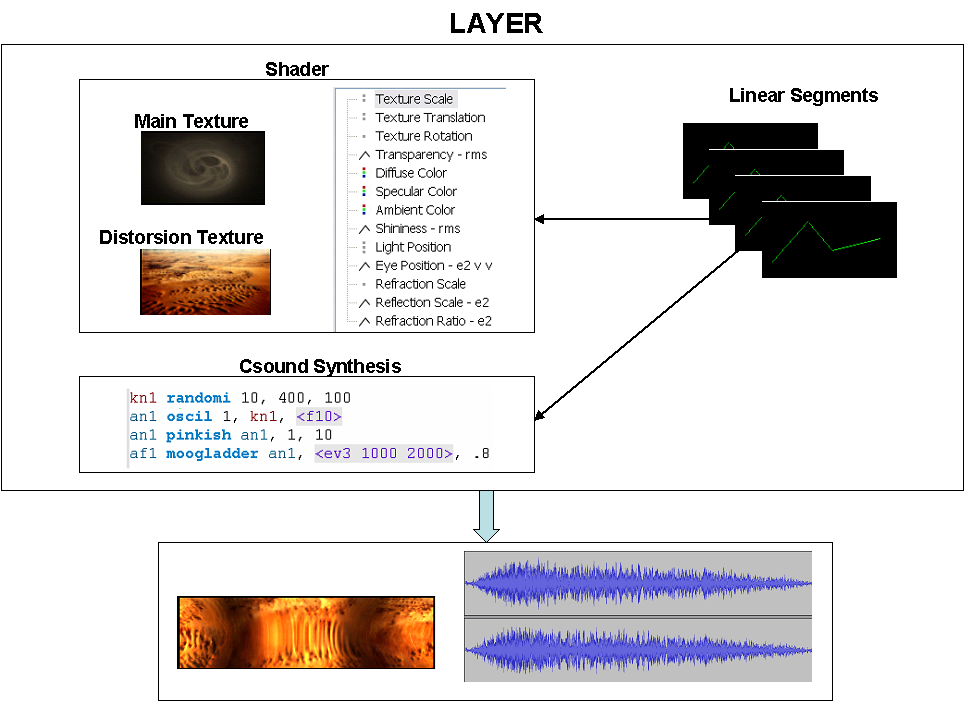 LAYER
Shader
Main Texture
Distorsion Texture
Texture Scale
Texture Translation
Texture Rotation
Transparency - rms
Diffuse Color
Specular Color
Ambient Color
Shininess - rms
Light Position
Eye Position - e2 v v
Refraction Scale
Reflection Scale - e2
Refraction Ratio - e2
Linear Segments
Csound Synthesis
kn1 randomi 10, 400, 100
an1 oscil 1, kn1, <f10>
an1 pinkish an1, 1, 10
af1 moogladder an1, <ev3 1000 2000>, .8